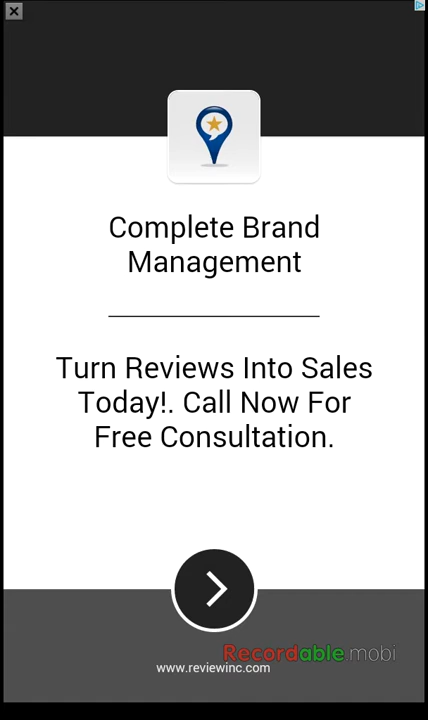 Complete Brand
Management
Turn Reviews Into Sales
Today!. Call Now For
Free Consultation.
Recordable.mobi
www.reviewinc.com